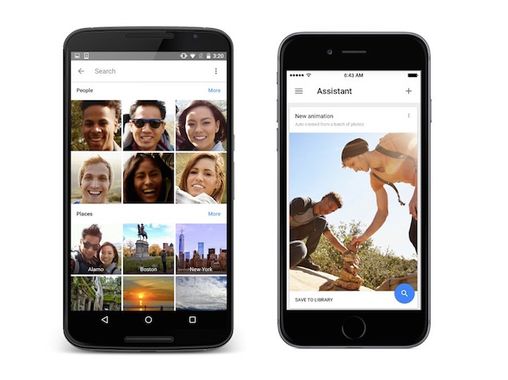 3:20
Search
People
More
Places
More
Alamo
Boston
New York
6:43 AM
Assistant
New animation
Auto-created from a batch of photos
SAVE TO LIBRARY